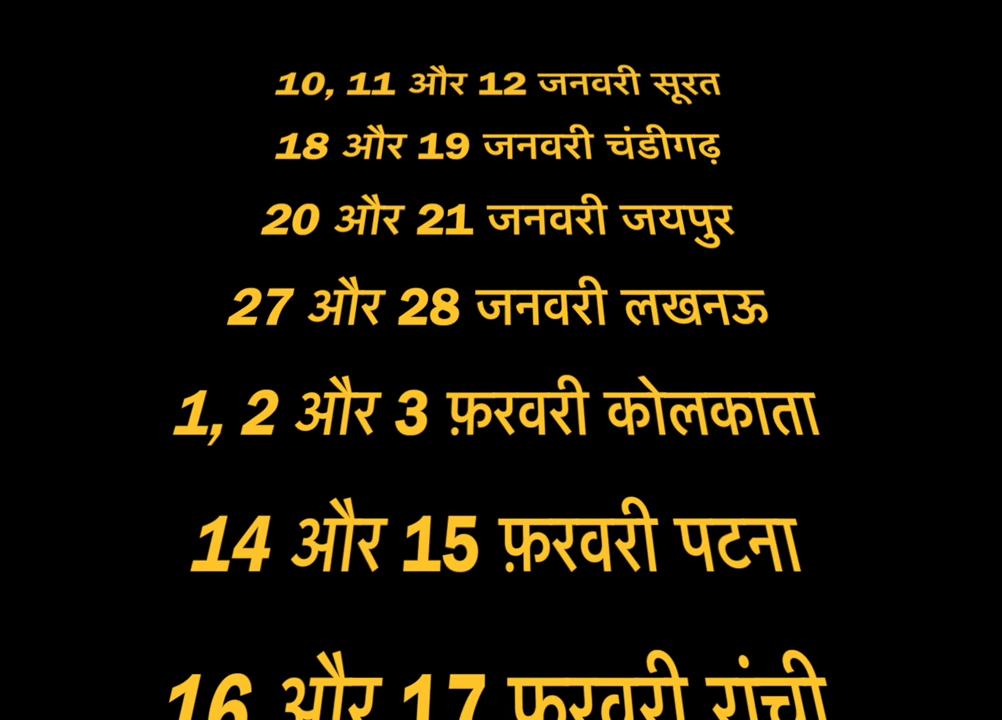 10, 11 और 12 जनवरी सूरत
18 और 19 जनवरी चंडीगढ़
20 और 21 जनवरी जयपुर
27 और 28 जनवरी लखनऊ
1, 2 और 3 फ़रवरी कोलकाता
14 और 15 फ़रवरी पटना
16 और 17 फ़रवरी रांची